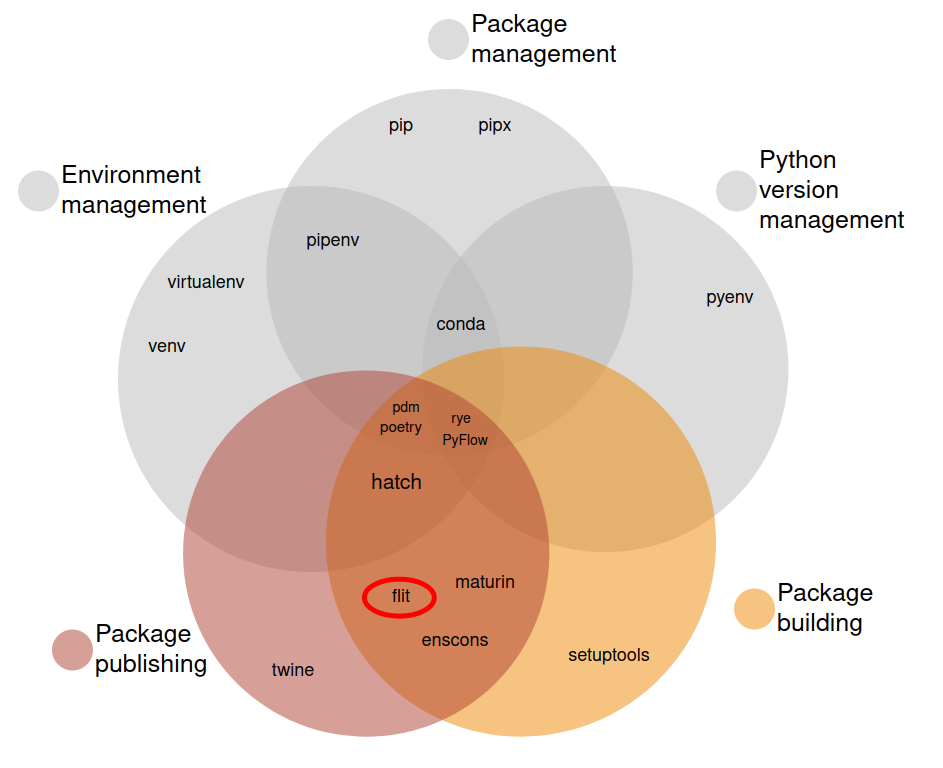 Package
management
pip
pipx
Python
version
management
Environment
management
pipenv
virtualenv
pyenv
conda
venv
pdm
rye
poetry
PyFlow
hatch
maturin
flit
Package
building
enscons
Package
publishing
setuptools
twine